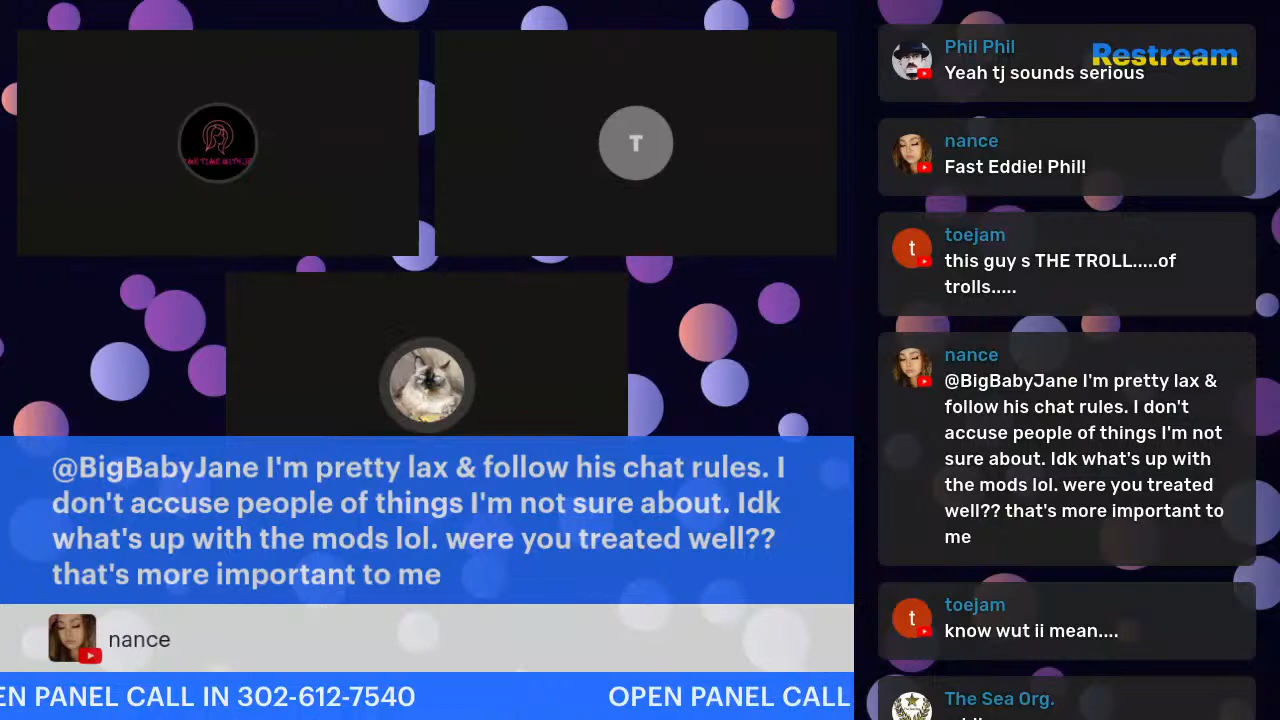 T
@BigBabyJane I'm pretty lax & follow his chat rules. I
don't accuse people of things I'm not sure about. Idk
what's up with the mods lol. were you treated well??
that's more important to me
nance
EN PANEL CALL IN 302-612-7540
OPEN PANEL CALL
Restream
Phil Phil
Yeah tj sounds serious
nance
Fast Eddie! Phil!
t
toejam
this guy s THE TROLL.....of
trolls.....
nance
@BigBabyJane I'm pretty lax &
follow his chat rules. I don't
accuse people of things I'm not
sure about. Idk what's up with
the mods lol. were you treated
well?? that's more important to
me
t
toejam
know wut ii mean....
The Sea Org.